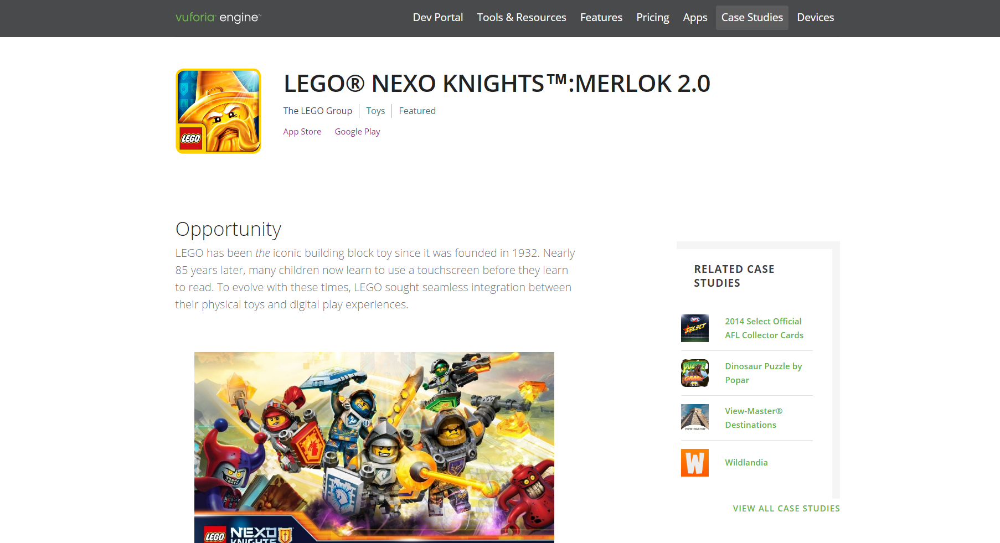 vuforia engine™
Dev Portal Tools & Resources Features Pricing Apps Case Studies Devices
LEGO® NEXO KNIGHTS™:MERLOK 2.0
The LEGO Group
Toys
Featured
App Store
Google Play
LEGO
Opportunity
LEGO has been the iconic building block toy since it was founded in 1932. Nearly
85 years later, many children now learn to use a touchscreen before they learn
to read. To evolve with these times, LEGO sought seamless integration between
their physical toys and digital play experiences.
LEGO
NEXO
KNIGHTS
RELATED CASE
STUDIES
AFL
SELECT
2014 Select Official
AFL Collector Cards
PUZZLE
GAME
Dinosaur Puzzle by
Popar
VIEW-MASTER
View-Master®
Destinations
W
Wildlandia
VIEW ALL CASE STUDIES